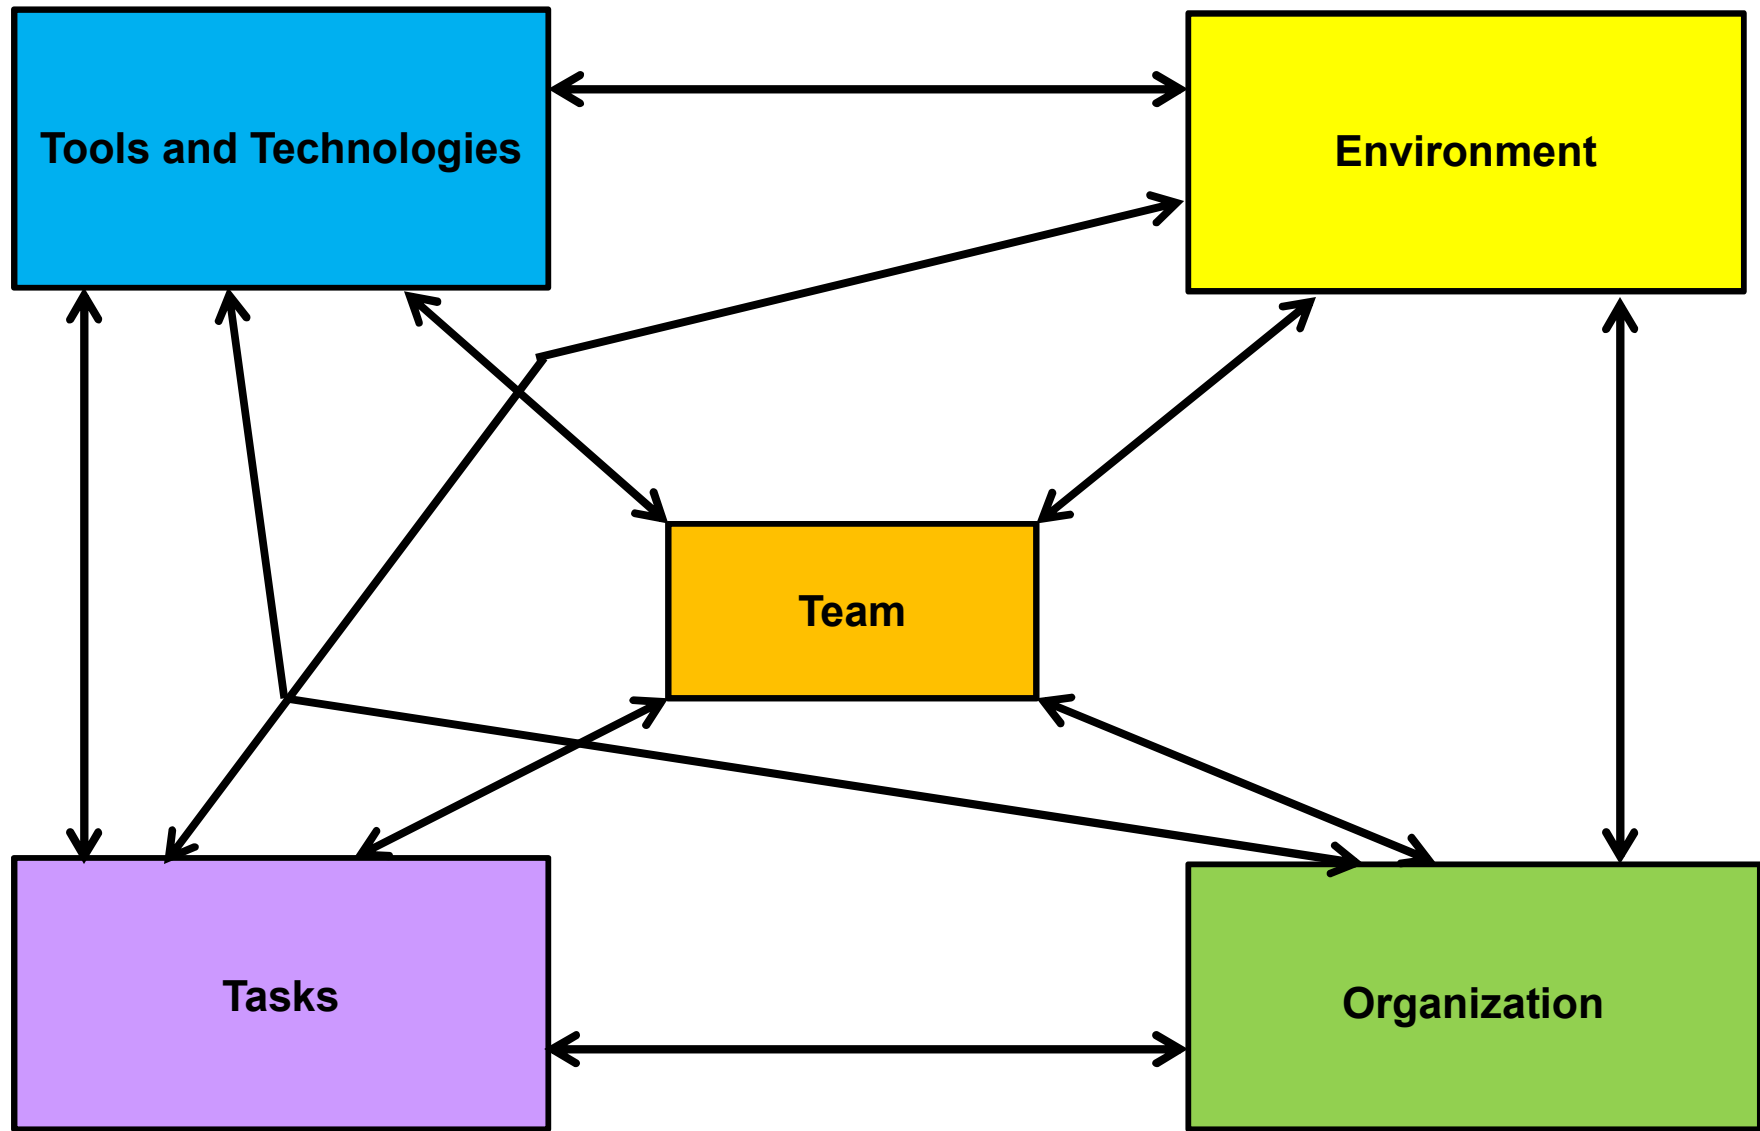 Tools and Technologies
Environment
Team
Tasks
Organization